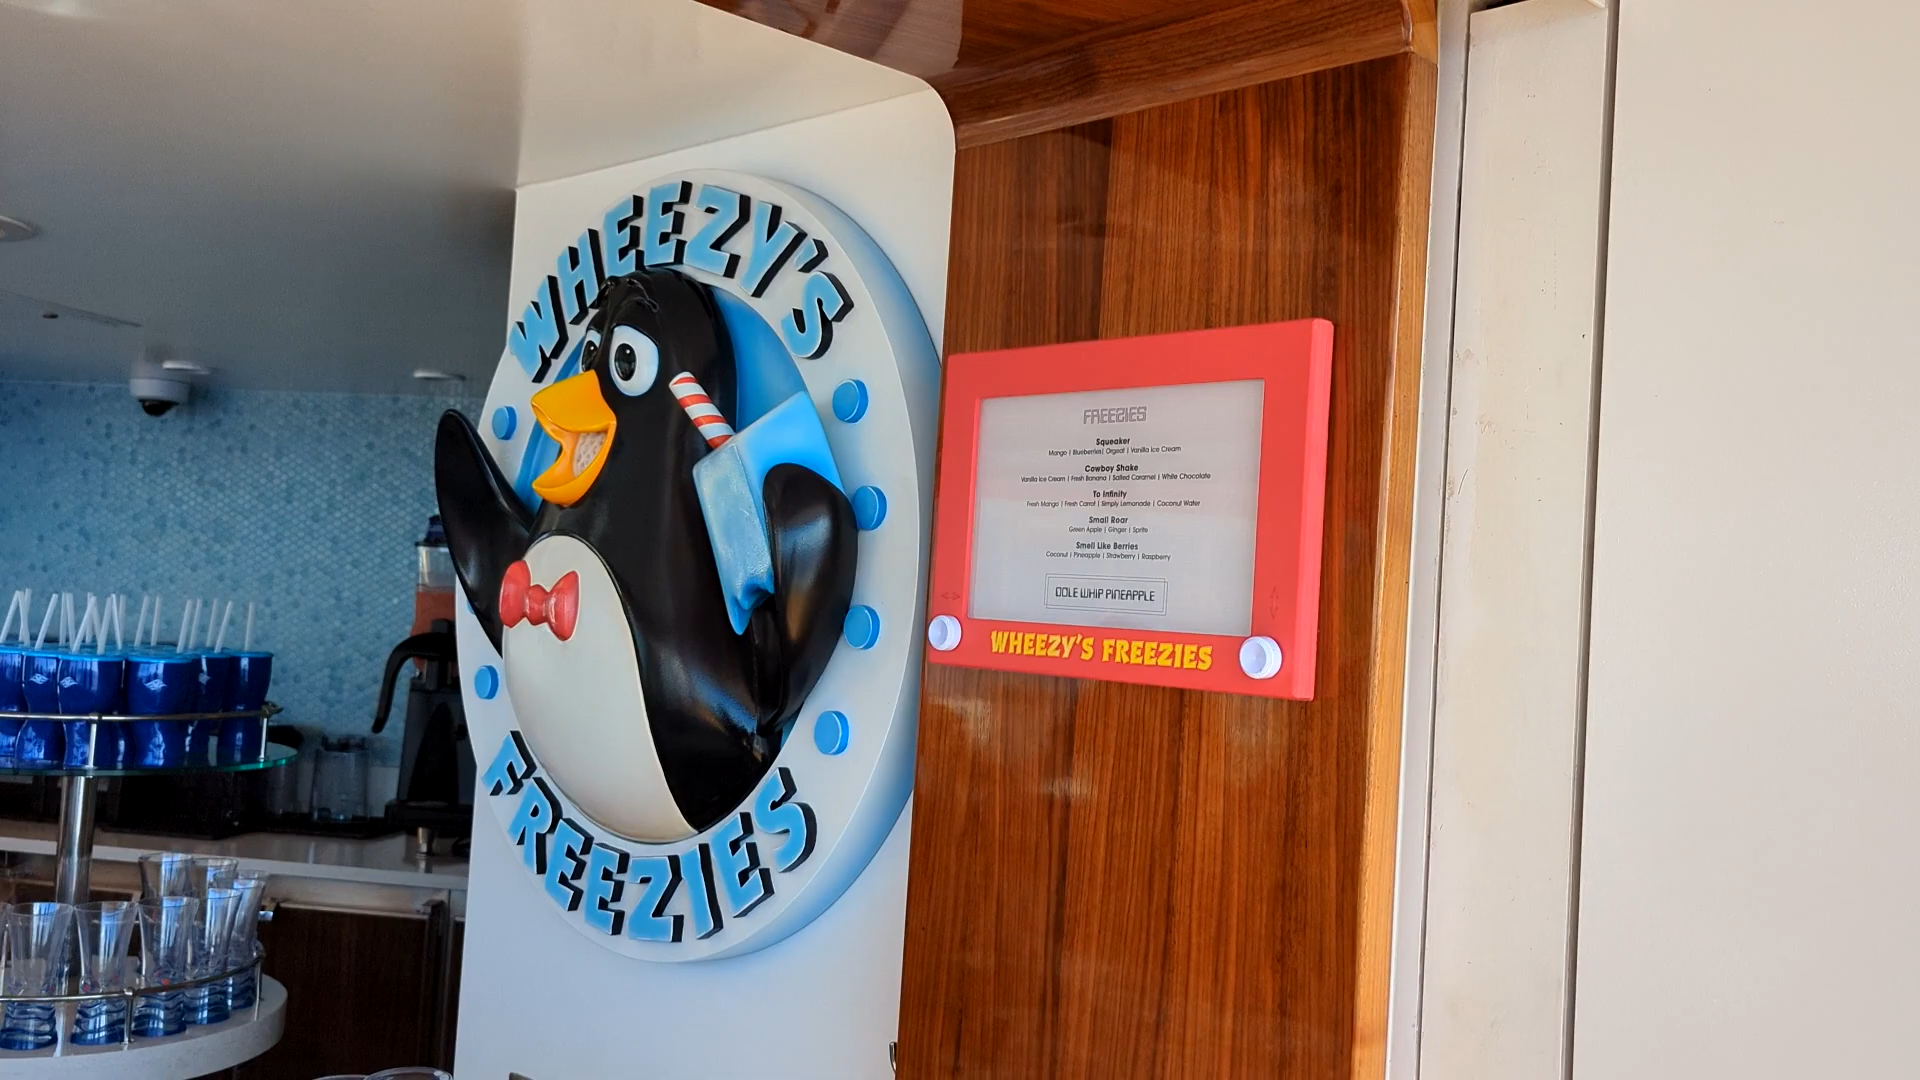 WHEEZY'S
FREEZIES
FREEZIES
Squeaker
Mango | Blueberries| Orgeat | Vanilla Ice Cream
Cowboy Shake
Vanilla Ice Cream | Fresh Banana | Salted Caramel | White Chocolate
To Infinity
Fresh Mango | Fresh Carrot | Simply Lemonade | Coconut Water
Small Roar
Green Apple | Ginger | Sprite
Smell Like Berries
Coconut | Pineapple | Strawberry | Raspberry
DOLE WHIP PINEAPPLE
WHEEZY'S FREEZIES